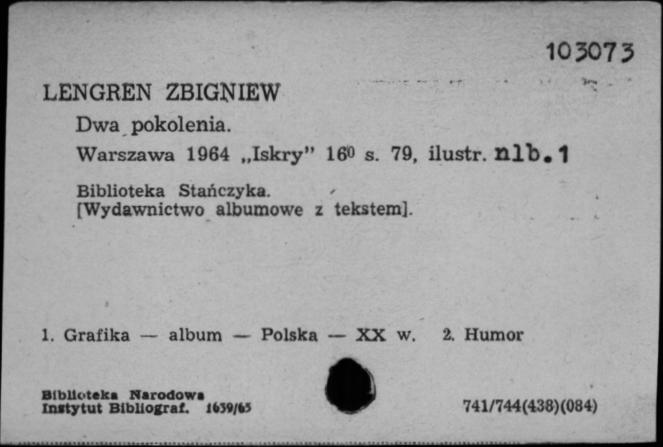 103073
LENGREN ZBIGNIEW
Dwa pokolenia.
Warszawa 1964 „Iskry” 16⁰ s. 79, ilustr. nlb. 1
Biblioteka Stańczyka.
[Wydawnictwo albumowe z tekstem].
1. Grafika — album — Polska — XX w. 2. Humor
Biblioteka Narodowa
Instytut Bibliograf. 1639/65
741/744(438)(084)